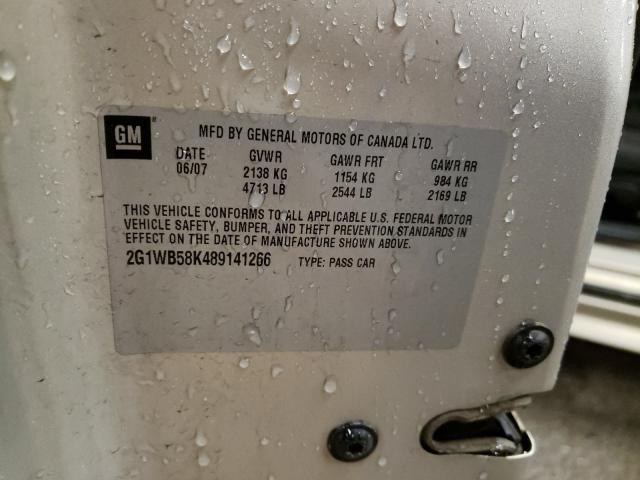 GM
MFD BY GENERAL MOTORS OF CANADA LTD.
DATE GVWR GAWR FRT GAWR RR
06/07 2138 KG 1154 KG 984 KG
4713 LB 2544 LB 2169 LB
THIS VEHICLE CONFORMS TO ALL APPLICABLE U.S. FEDERAL MOTOR
VEHICLE SAFETY, BUMPER, AND THEFT PREVENTION STANDARDS IN
EFFECT ON THE DATE OF MANUFACTURE SHOWN ABOVE.
2G1WB58K489141266 TYPE: PASS CAR